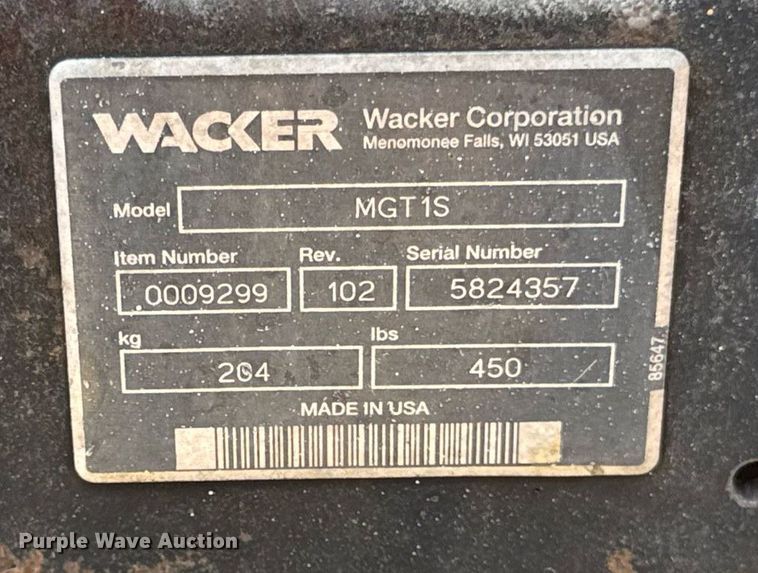 WACKER
Wacker Corporation
Menomonee Falls, WI 53051 USA
Model MGT1S
Item Number Rev. Serial Number
0009299 102 5824357
kg lbs
204 450
85647
MADE IN USA
Purple Wave Auction